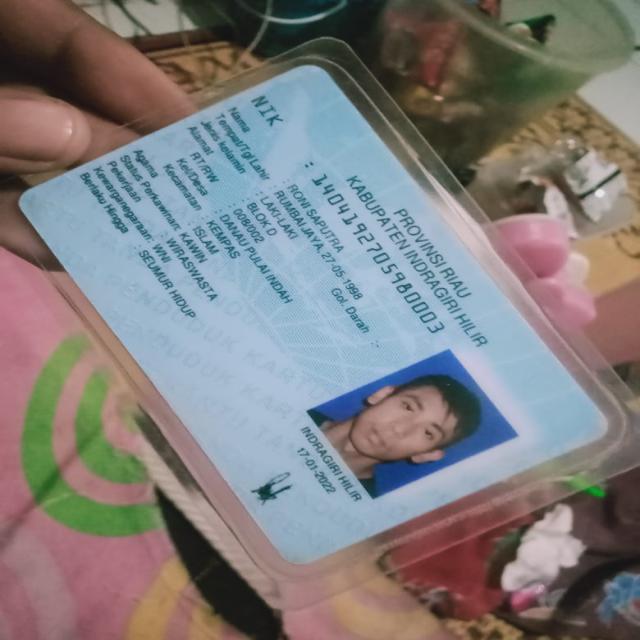 PROVINSI RIAU
KABUPATEN INDRAGIRI HILIR
NIK : 1404192705980003
Nama : RONI SAPUTRA
Tempat/Tgl Lahir : RUMBAI JAYA, 27-05-1998
Jenis kelamin : LAKI-LAKI Gol. Darah :
Alamat : BLOK D
RT/RW : 008/002
Kel/Desa : DANAU PULAI INDAH
Kecamatan : KEMPAS
Agama : ISLAM
Status Perkawinan: KAWIN
Pekerjaan : WIRASWASTA
Kewarganegaraan: WNI
Berlaku Hingga : SEUMUR HIDUP
INDRAGIRI HILIR
17-01-2022